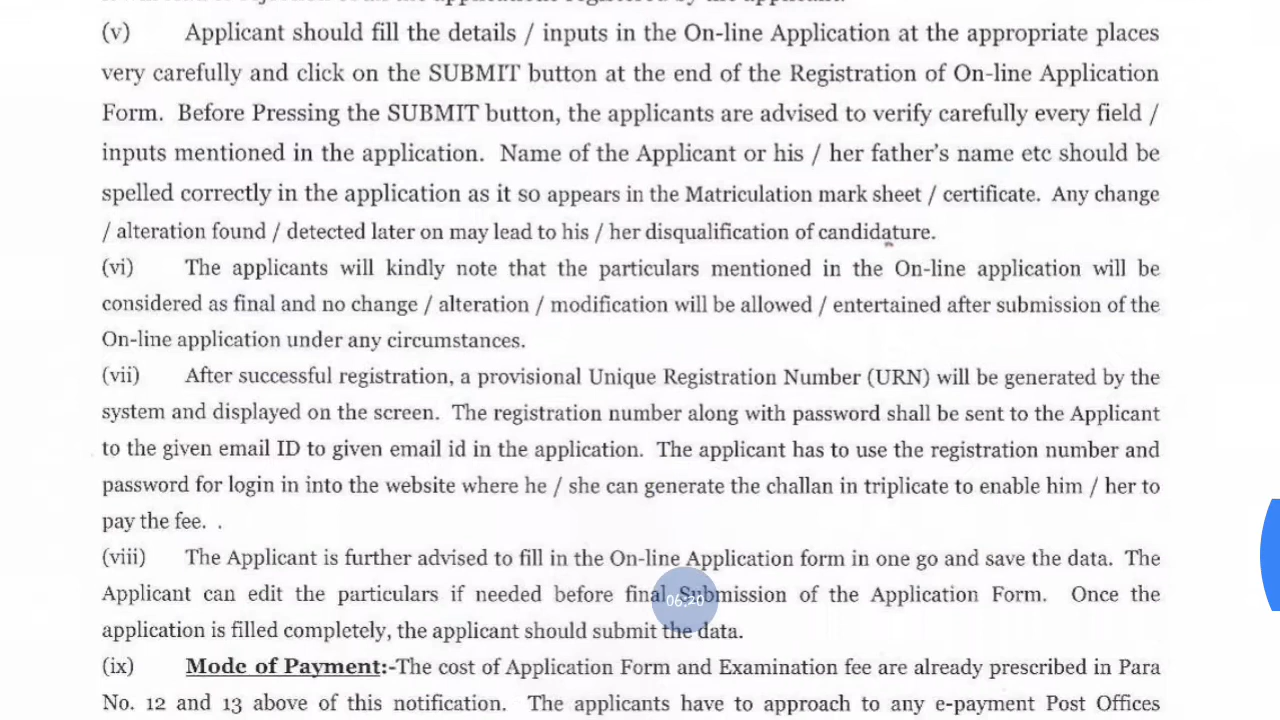 (v) Applicant should fill the details / inputs in the On-line Application at the appropriate places
very carefully and click on the SUBMIT button at the end of the Registration of On-line Application
Form. Before Pressing the SUBMIT button, the applicants are advised to verify carefully every field /
inputs mentioned in the application. Name of the Applicant or his / her father's name etc should be
spelled correctly in the application as it so appears in the Matriculation mark sheet / certificate. Any change
/ alteration found / detected later on may lead to his / her disqualification of candidature.
(vi) The applicants will kindly note that the particulars mentioned in the On-line application will be
considered as final and no change / alteration / modification will be allowed / entertained after submission of the
On-line application under any circumstances.
(vii) After successful registration, a provisional Unique Registration Number (URN) will be generated by the
system and displayed on the screen. The registration number along with password shall be sent to the Applicant
to the given email ID to given email id in the application. The applicant has to use the registration number and
password for login in into the website where he / she can generate the challan in triplicate to enable him / her to
pay the fee. .
(viii) The Applicant is further advised to fill in the On-line Application form in one go and save the data. The
Applicant can edit the particulars if needed before final Submission of the Application Form. Once the
06:20
application is filled completely, the applicant should submit the data.
(ix) Mode of Payment:-The cost of Application Form and Examination fee are already prescribed in Para
No. 12 and 13 above of this notification. The applicants have to approach to any e-payment Post Offices